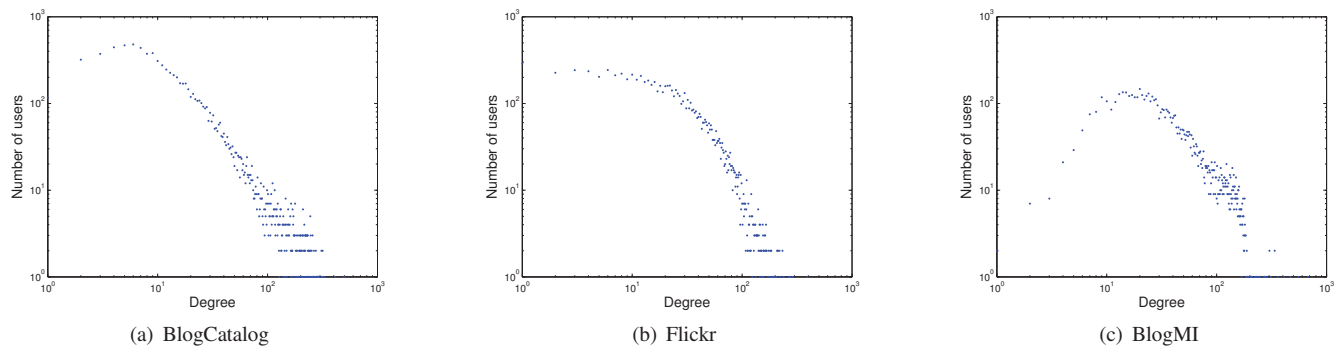 10³
10²
10¹
10⁰
Number of users
10⁰ 10¹ 10² 10³
Degree
(a) BlogCatalog
10³
10²
10¹
10⁰
Number of users
10⁰ 10¹ 10² 10³
Degree
(b) Flickr
10³
10²
10¹
10⁰
Number of users
10⁰ 10¹ 10² 10³
Degree
(c) BlogMI